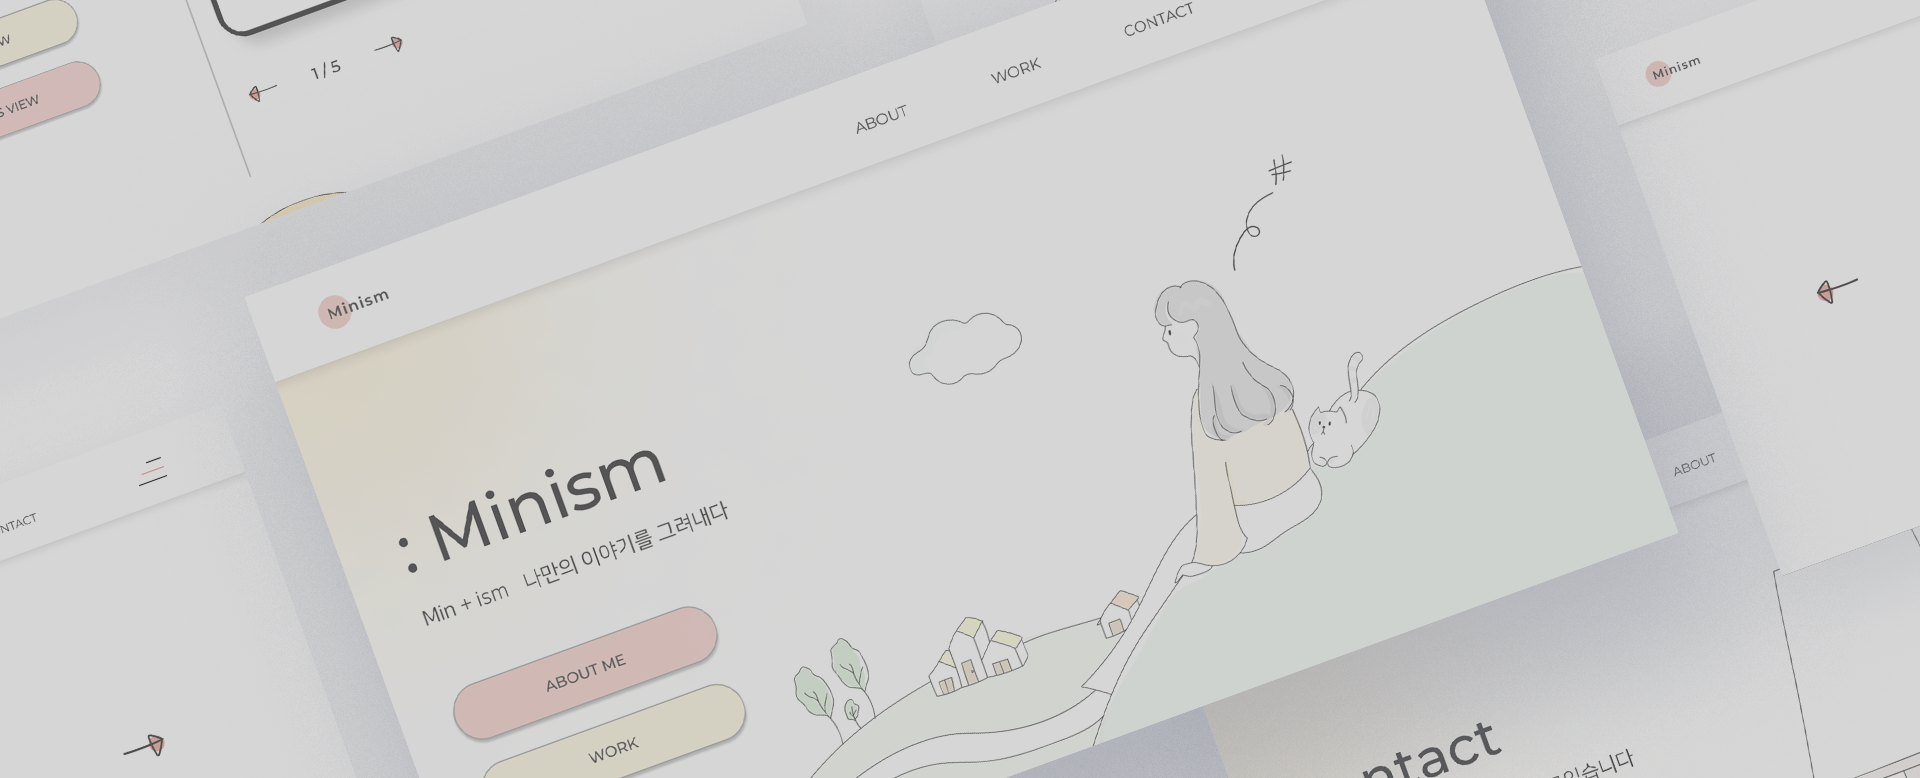 W
S VIEW
1/5
CONTACT
WORK
ABOUT
Minism
Minism
: Minism
Min + ism 나만의 이야기를 그려내다
ABOUT ME
WORK
#
NTACT
ABOUT
ntact
있습니다